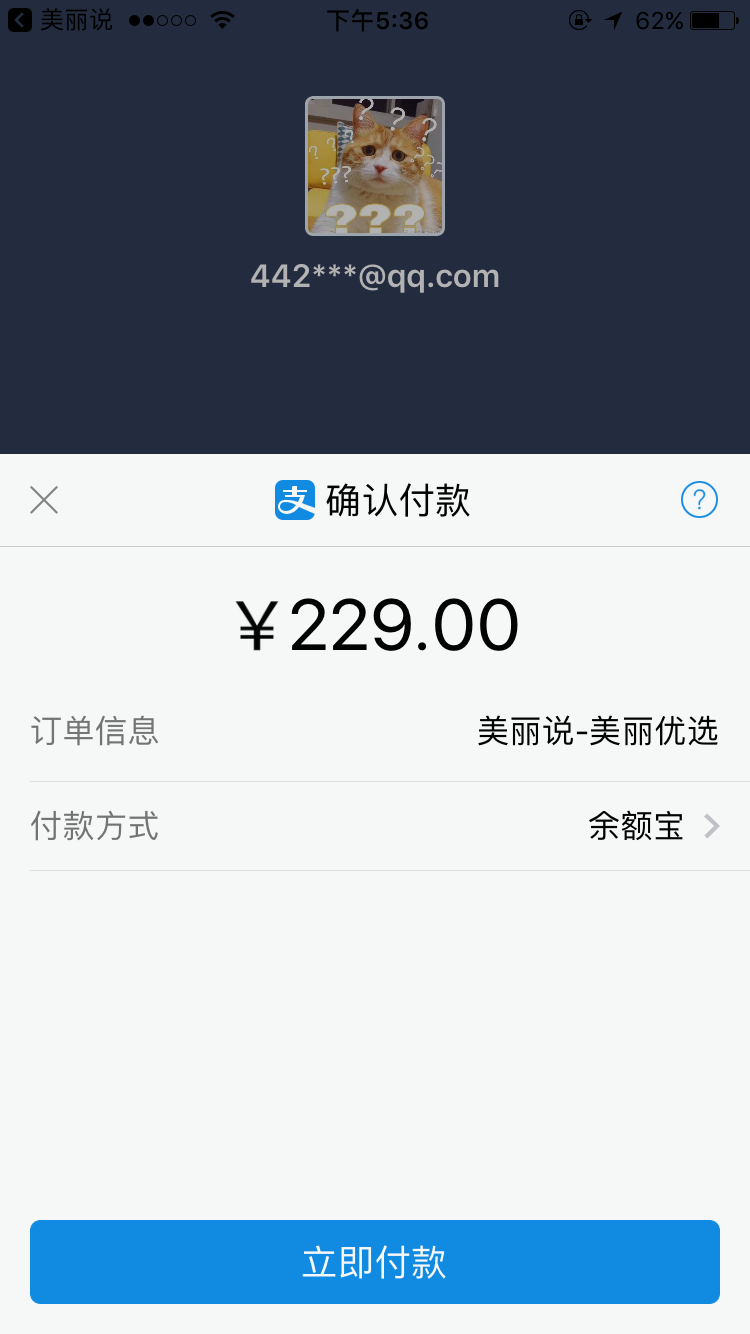 美丽说 下午5:36 62%
? ? ?
? ?
???
???
442***@qq.com
支 确认付款 ?
¥229.00
订单信息 美丽说-美丽优选
付款方式 余额宝
立即付款